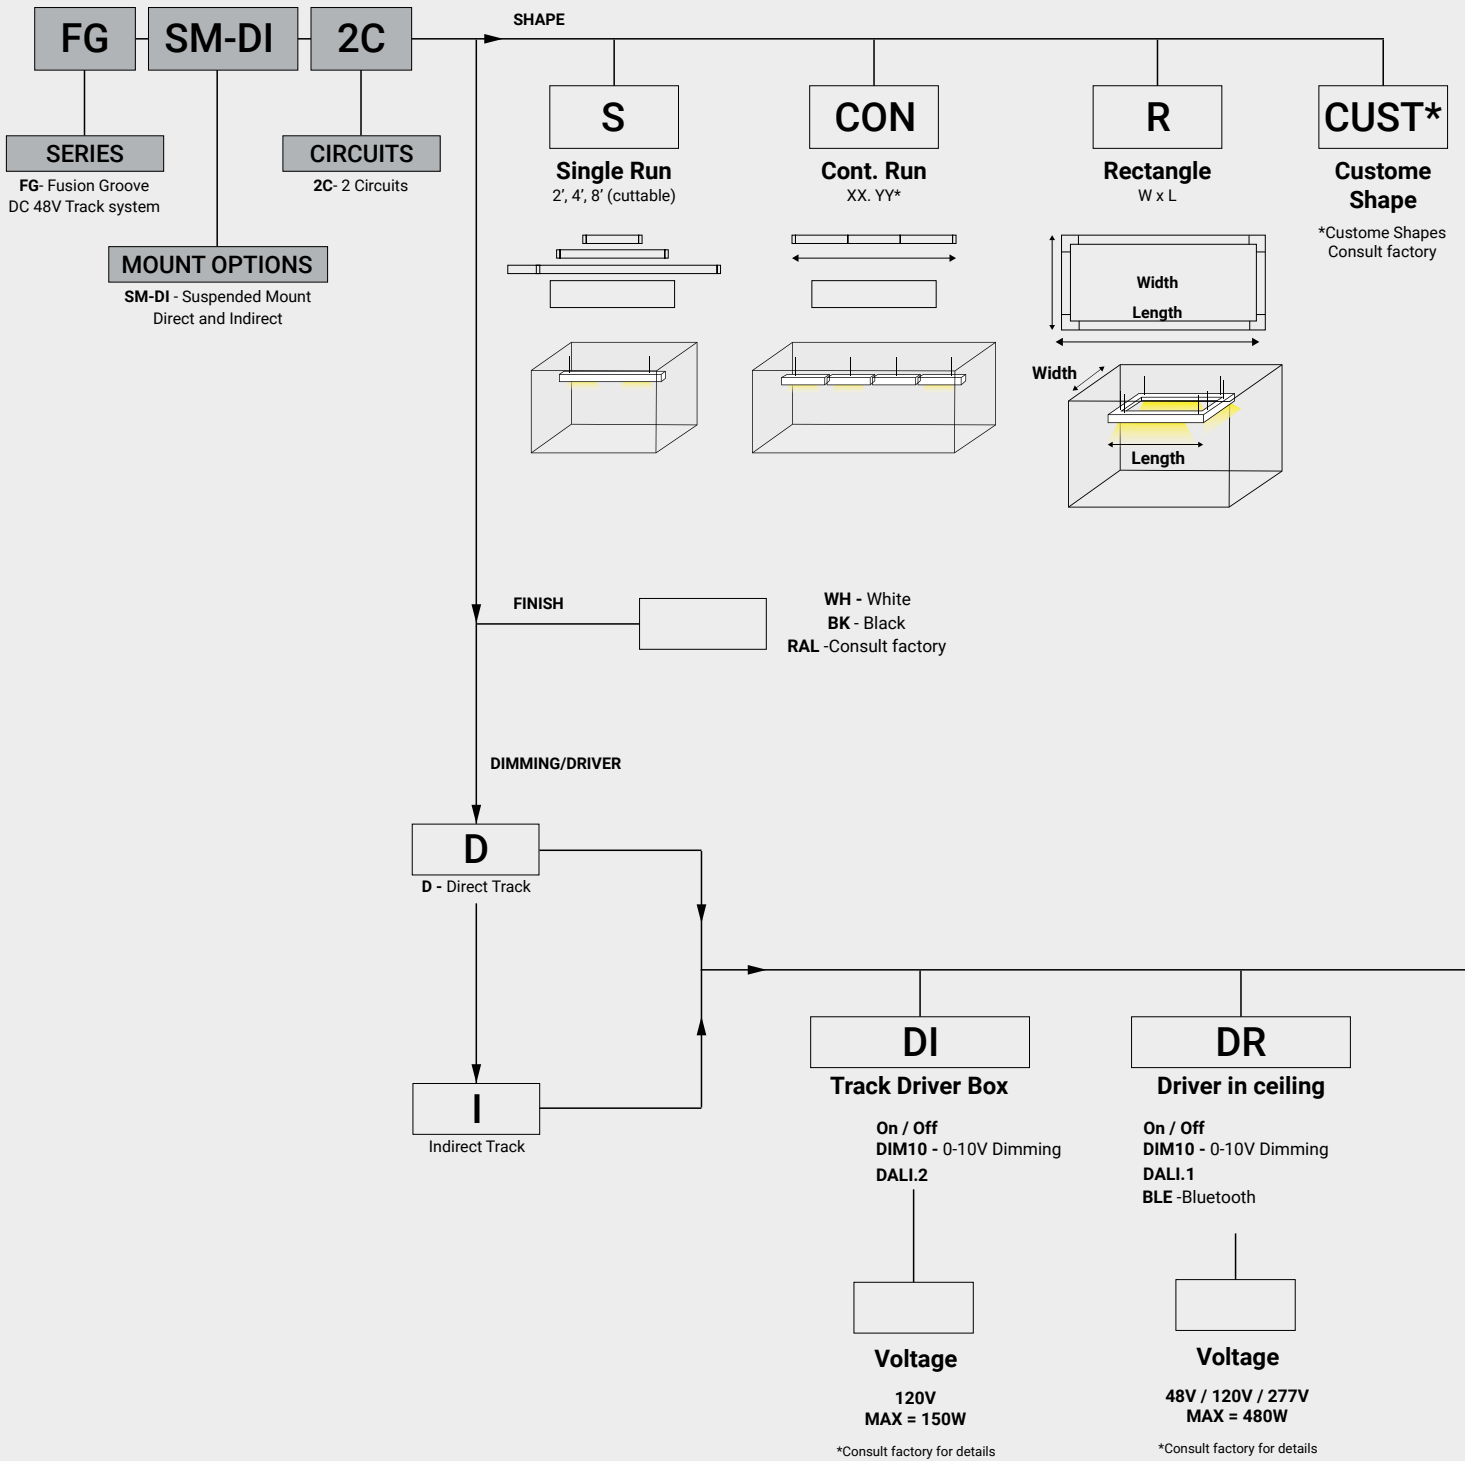 FG
SM-DI
2C
SHAPE
S
CON
R
CUST*
SERIES
FG- Fusion Groove
DC 48V Track system
CIRCUITS
2C- 2 Circuits
MOUNT OPTIONS
SM-DI - Suspended Mount
Direct and Indirect
Single Run
2’, 4’, 8’ (cuttable)
Cont. Run
XX. YY*
Rectangle
W x L
Custome
Shape
*Custome Shapes
Consult factory
Width
Length
Width
Length
FINISH
WH - White
BK - Black
RAL -Consult factory
DIMMING/DRIVER
D
D - Direct Track
I
Indirect Track
DI
Track Driver Box
On / Off
DIM10 - 0-10V Dimming
DALI.2
Voltage
120V
MAX = 150W
*Consult factory for details
DR
Driver in ceiling
On / Off
DIM10 - 0-10V Dimming
DALI.1
BLE -Bluetooth
Voltage
48V / 120V / 277V
MAX = 480W
*Consult factory for details